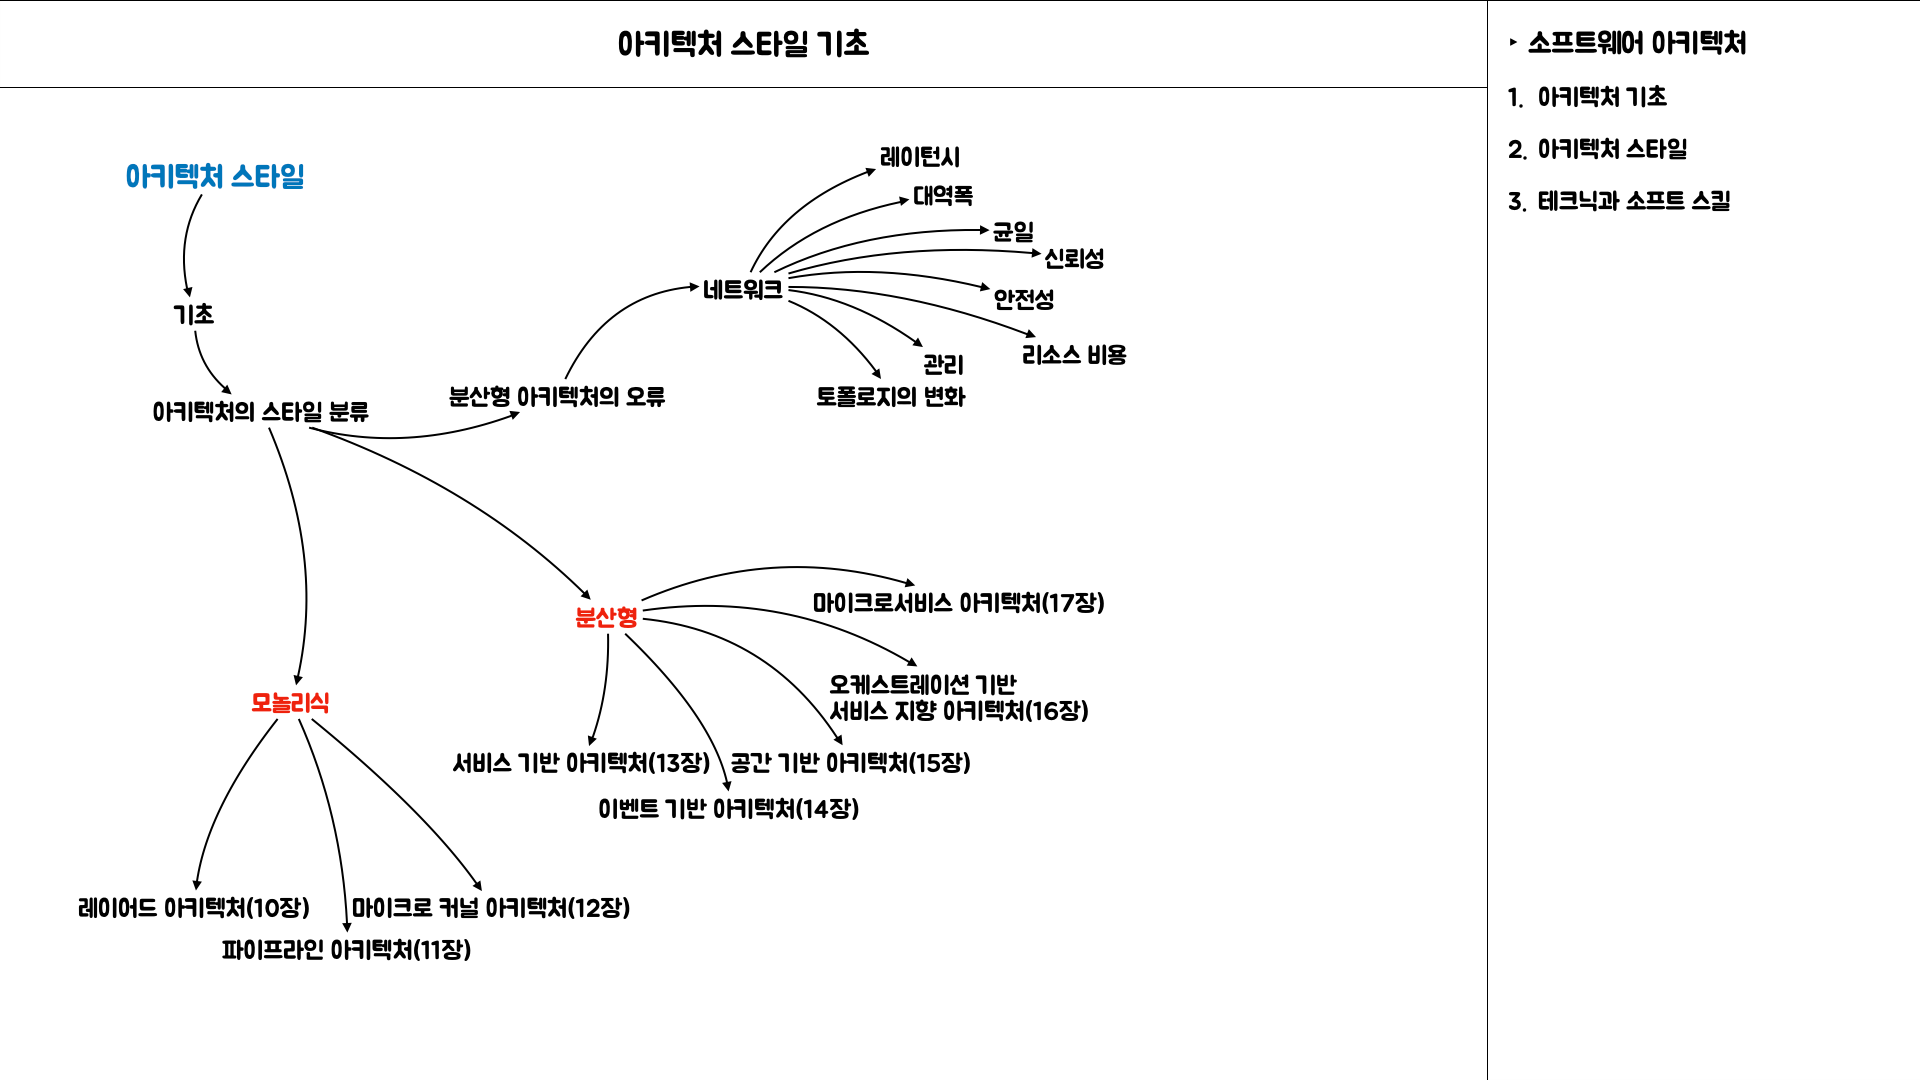 아키텍처 스타일 기초
아키텍처 스타일
기초
아키텍처의 스타일 분류
분산형 아키텍처의 오류
네트워크
레이턴시
대역폭
균일
신뢰성
안전성
리소스 비용
관리
토폴로지의 변화
분산형
마이크로서비스 아키텍처(17장)
오케스트레이션 기반
서비스 지향 아키텍처(16장)
서비스 기반 아키텍처(13장)
공간 기반 아키텍처(15장)
이벤트 기반 아키텍처(14장)
모놀리식
레이어드 아키텍처(10장)
마이크로 커널 아키텍처(12장)
파이프라인 아키텍처(11장)
‣ 소프트웨어 아키텍처
1. 아키텍처 기초
2. 아키텍처 스타일
3. 테크닉과 소프트 스킬